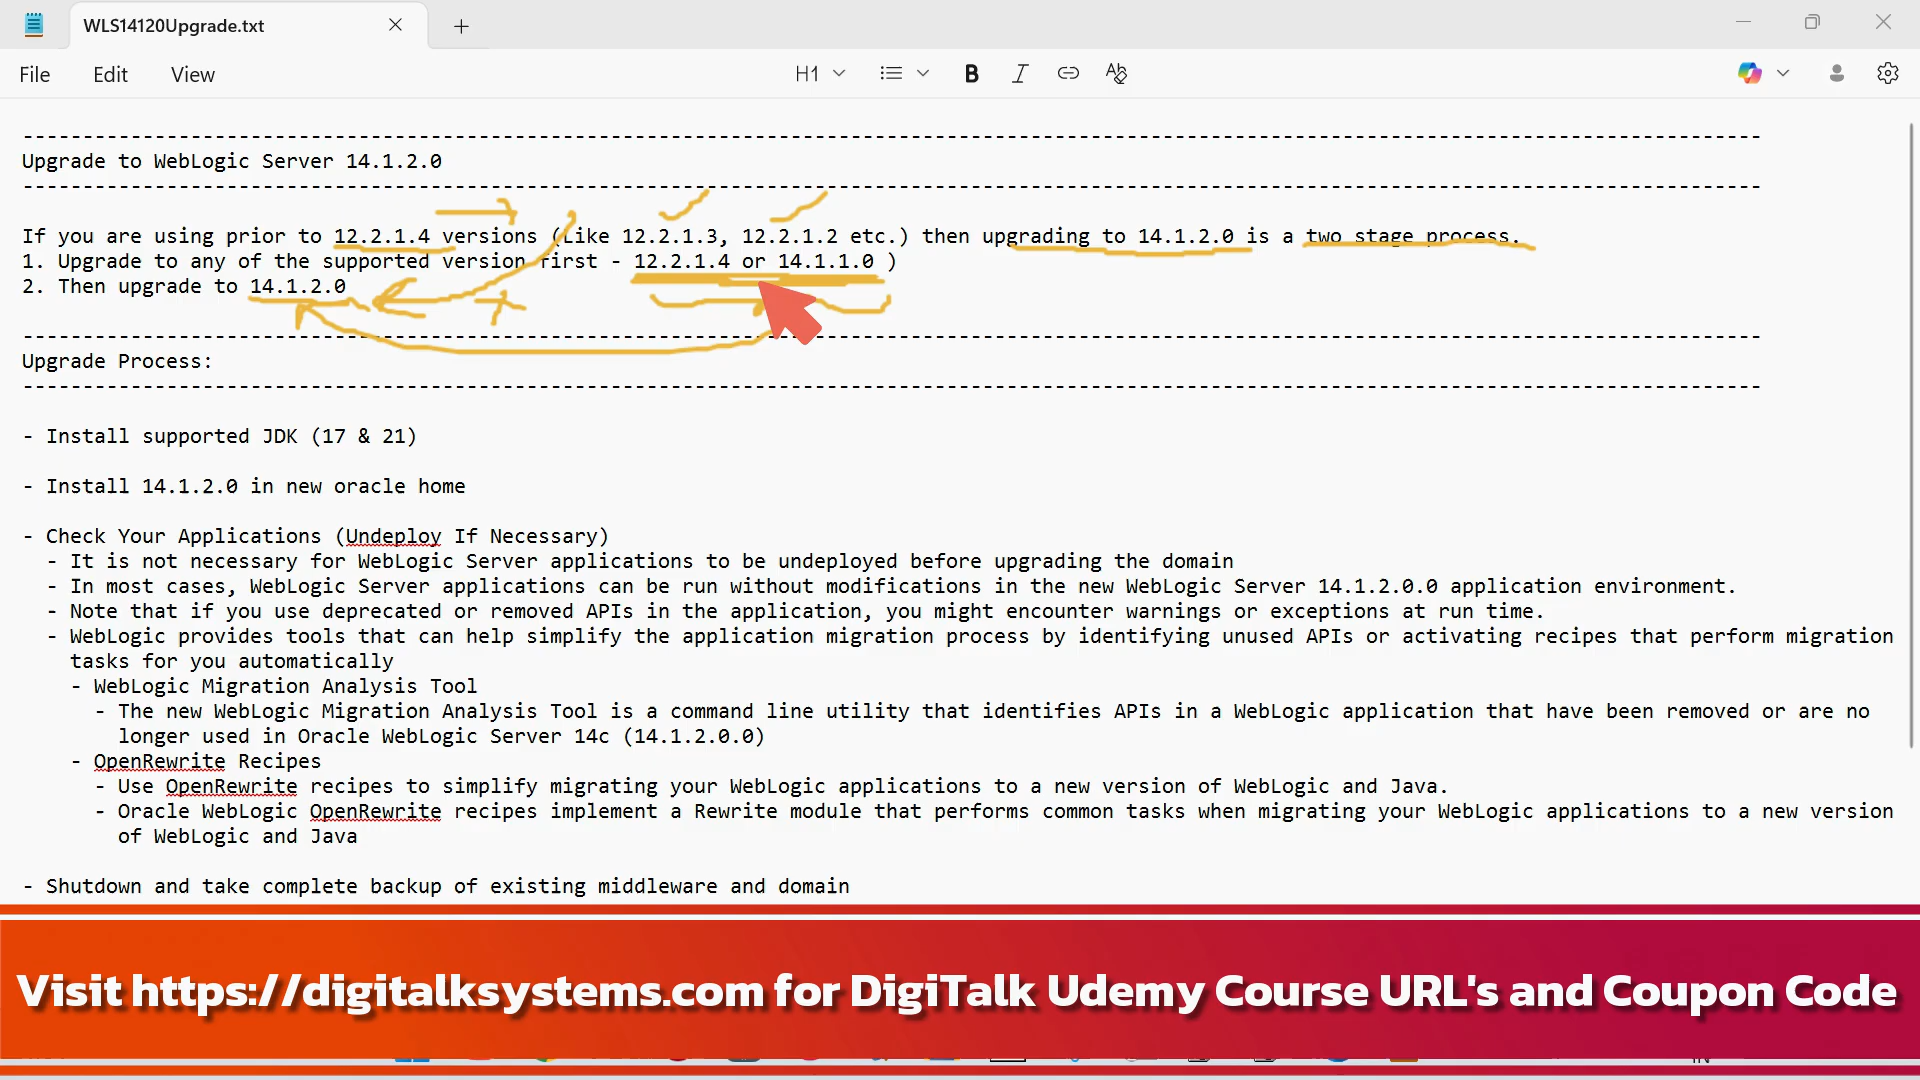 WLS14120Upgrade.txt
File Edit View H1 B I
--------------------------------------------------------------------------------------------------------------------------------------------------
Upgrade to WebLogic Server 14.1.2.0
--------------------------------------------------------------------------------------------------------------------------------------------------
If you are using prior to 12.2.1.4 versions (Like 12.2.1.3, 12.2.1.2 etc.) then upgrading to 14.1.2.0 is a two stage process.
1. Upgrade to any of the supported version first - 12.2.1.4 or 14.1.1.0 )
2. Then upgrade to 14.1.2.0
--------------------------------------------------------------------------------------------------------------------------------------------------
Upgrade Process:
--------------------------------------------------------------------------------------------------------------------------------------------------
- Install supported JDK (17 & 21)
- Install 14.1.2.0 in new oracle home
- Check Your Applications (Undeploy If Necessary)
- It is not necessary for WebLogic Server applications to be undeployed before upgrading the domain
- In most cases, WebLogic Server applications can be run without modifications in the new WebLogic Server 14.1.2.0.0 application environment.
- Note that if you use deprecated or removed APIs in the application, you might encounter warnings or exceptions at run time.
- WebLogic provides tools that can help simplify the application migration process by identifying unused APIs or activating recipes that perform migration
tasks for you automatically
- WebLogic Migration Analysis Tool
- The new WebLogic Migration Analysis Tool is a command line utility that identifies APIs in a WebLogic application that have been removed or are no
longer used in Oracle WebLogic Server 14c (14.1.2.0.0)
- OpenRewrite Recipes
- Use OpenRewrite recipes to simplify migrating your WebLogic applications to a new version of WebLogic and Java.
- Oracle WebLogic OpenRewrite recipes implement a Rewrite module that performs common tasks when migrating your WebLogic applications to a new version
of WebLogic and Java
- Shutdown and take complete backup of existing middleware and domain
Visit https://digitalksystems.com for DigiTalk Udemy Course URL's and Coupon Code